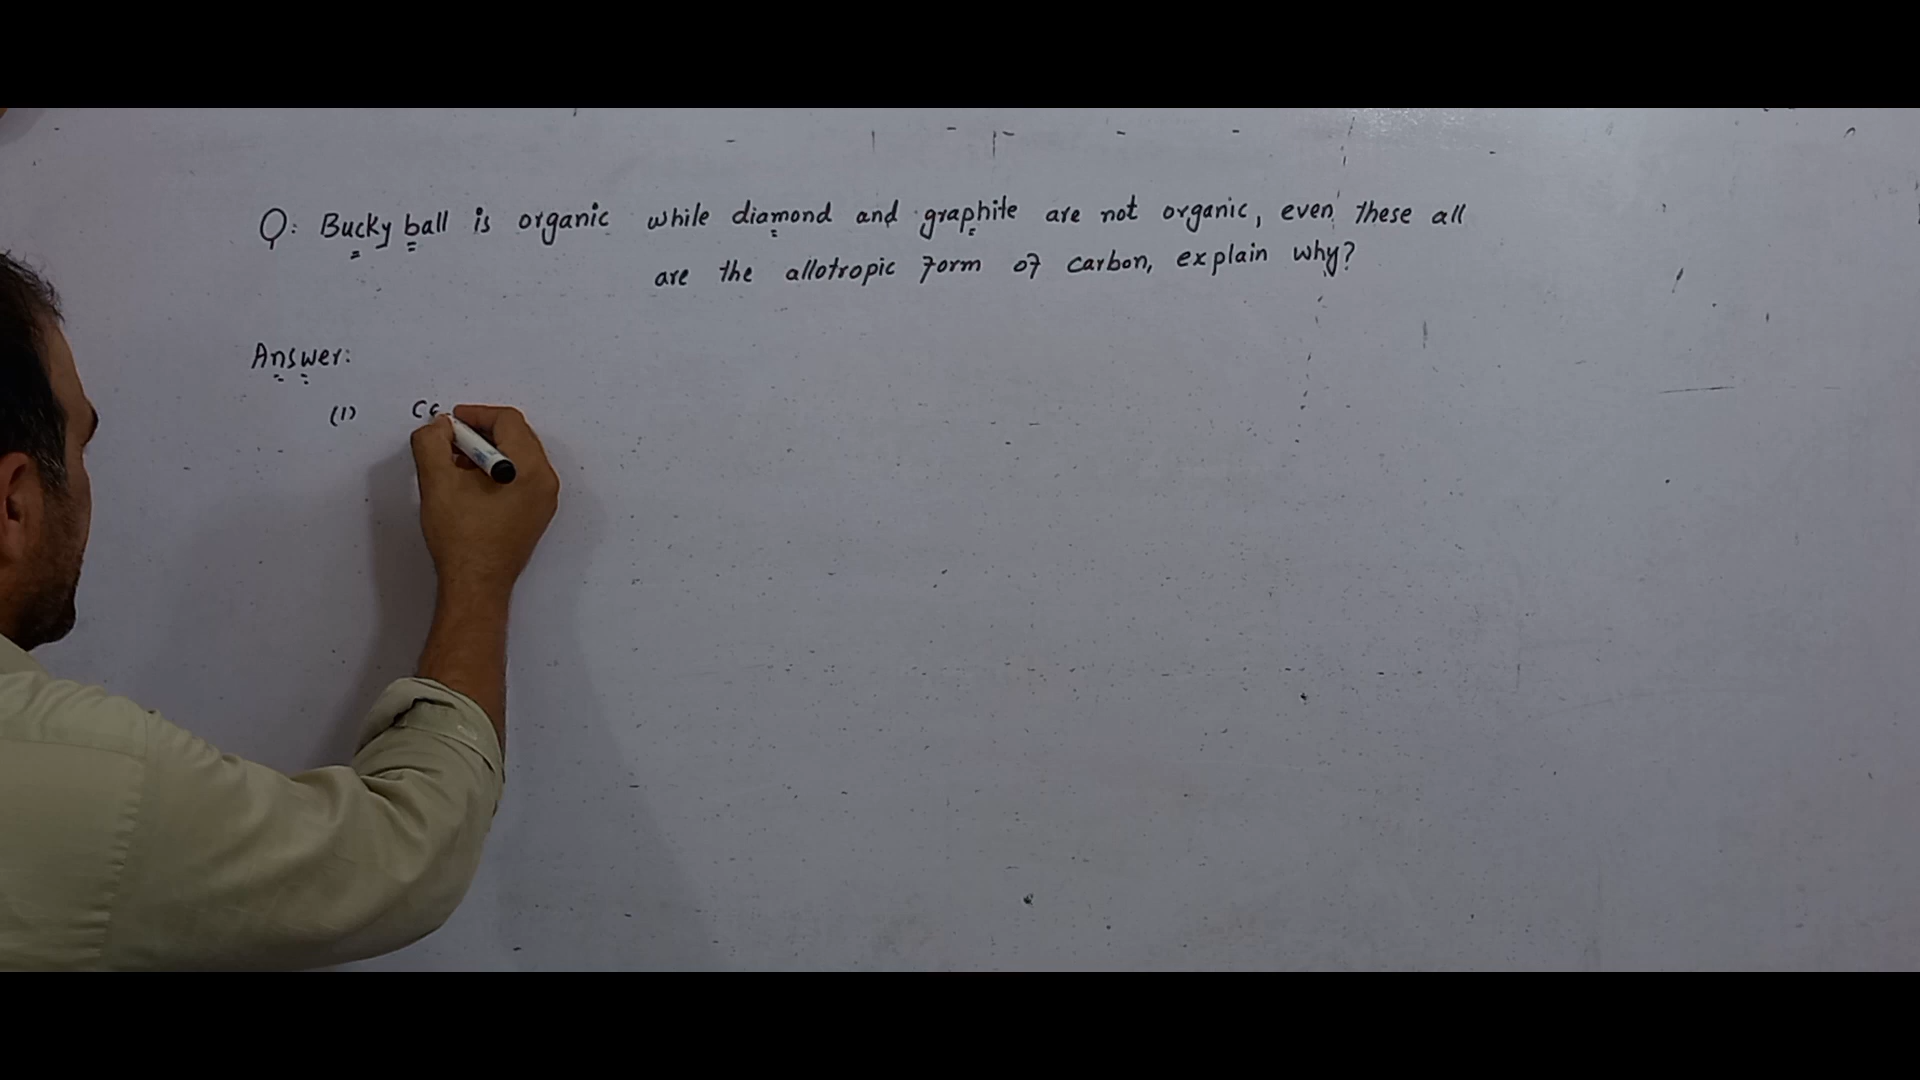 Q: Bucky ball is organic while diamond and graphite are not organic, even these all
are the allotropic form of carbon, explain why?
Answer:
(1)